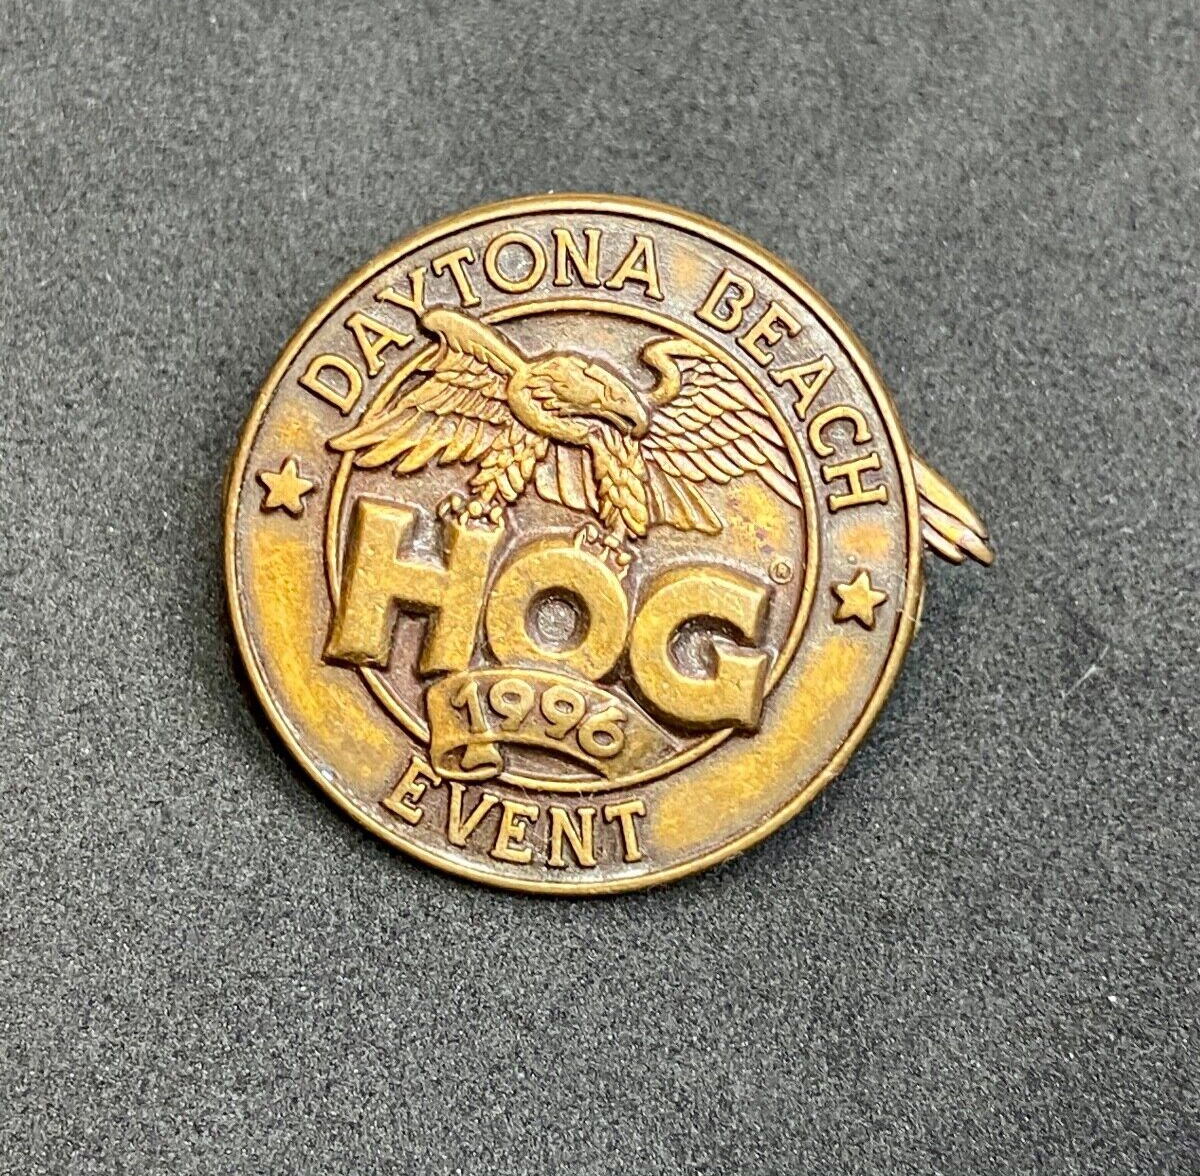 DAYTONA BEACH
HOG®
1996
EVENT